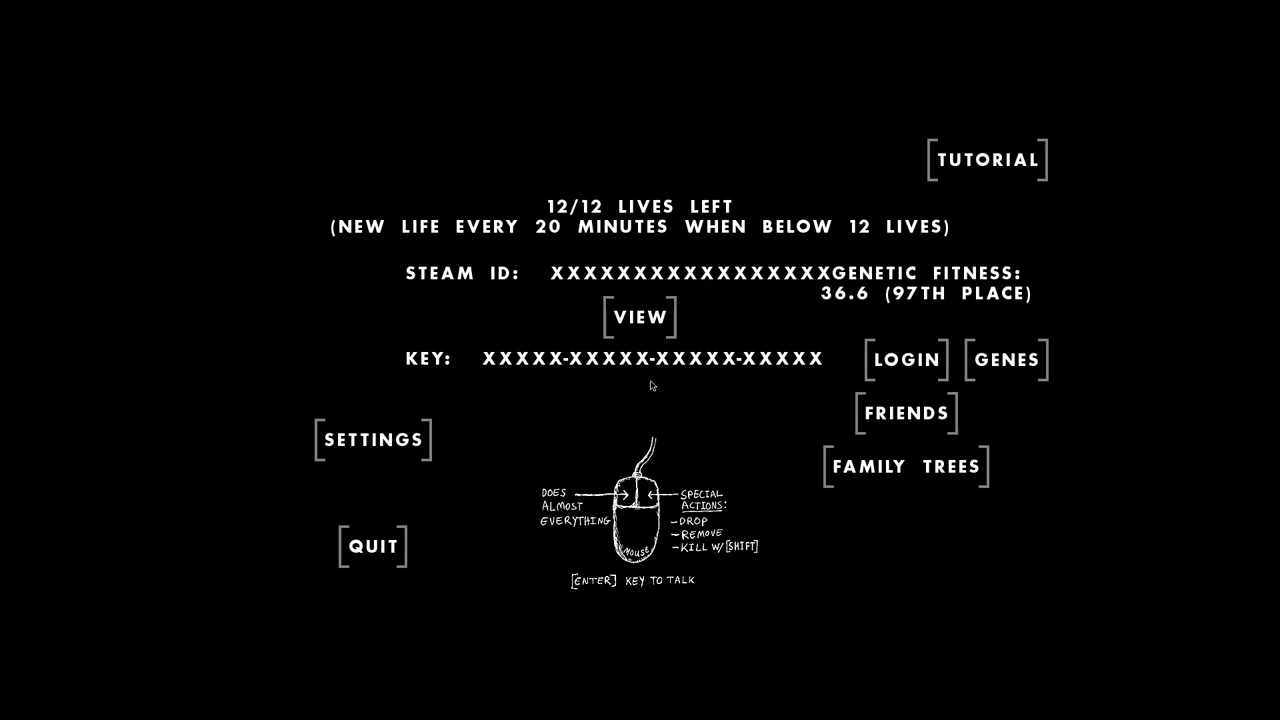 [TUTORIAL]
12/12 LIVES LEFT
(NEW LIFE EVERY 20 MINUTES WHEN BELOW 12 LIVES)
STEAM ID: XXXXXXXXXXXXXXXXXGENETIC FITNESS:
36.6 (97TH PLACE)
[VIEW]
KEY: XXXXX-XXXXX-XXXXX-XXXXX
[LOGIN] [GENES]
[FRIENDS]
[SETTINGS]
[FAMILY TREES]
DOES
ALMOST
EVERYTHING
SPECIAL
ACTIONS:
-DROP
-REMOVE
-KILL W/[SHIFT]
MOUSE
[QUIT]
[ENTER] KEY TO TALK